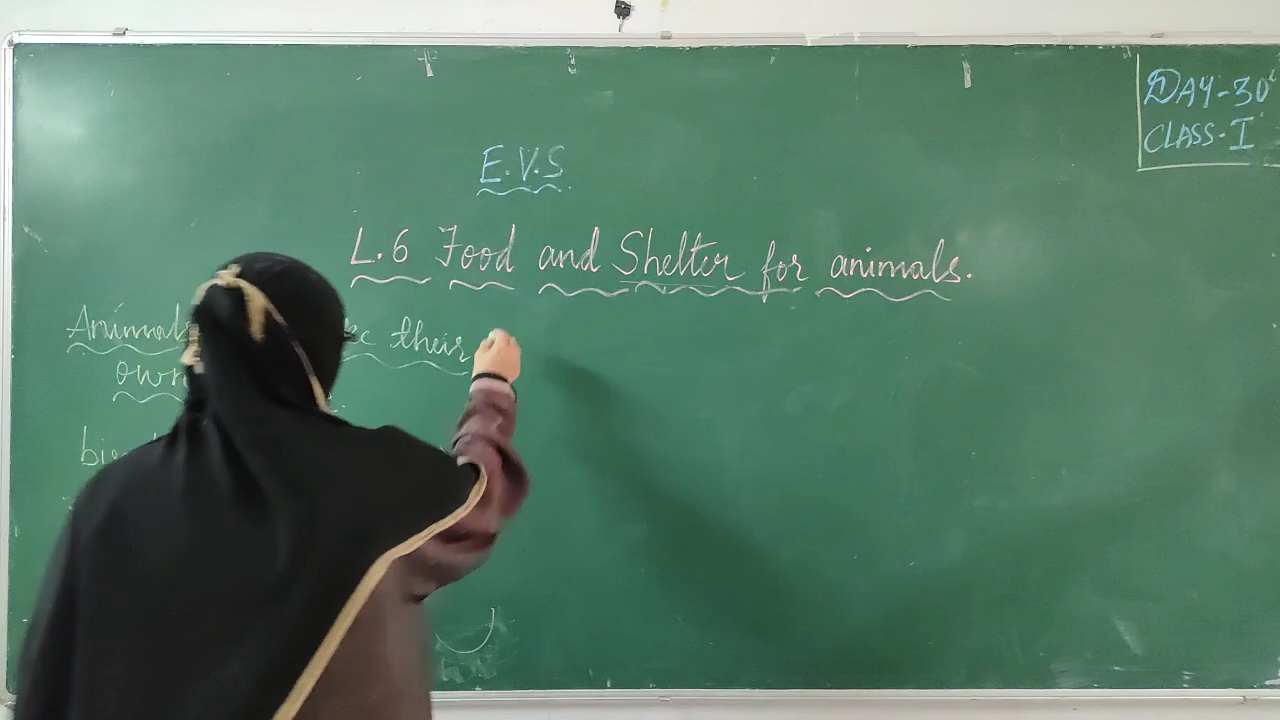 DAY-30
CLASS-I
E.V.S
L.6 Food and Shelter for animals.
Animals their
own